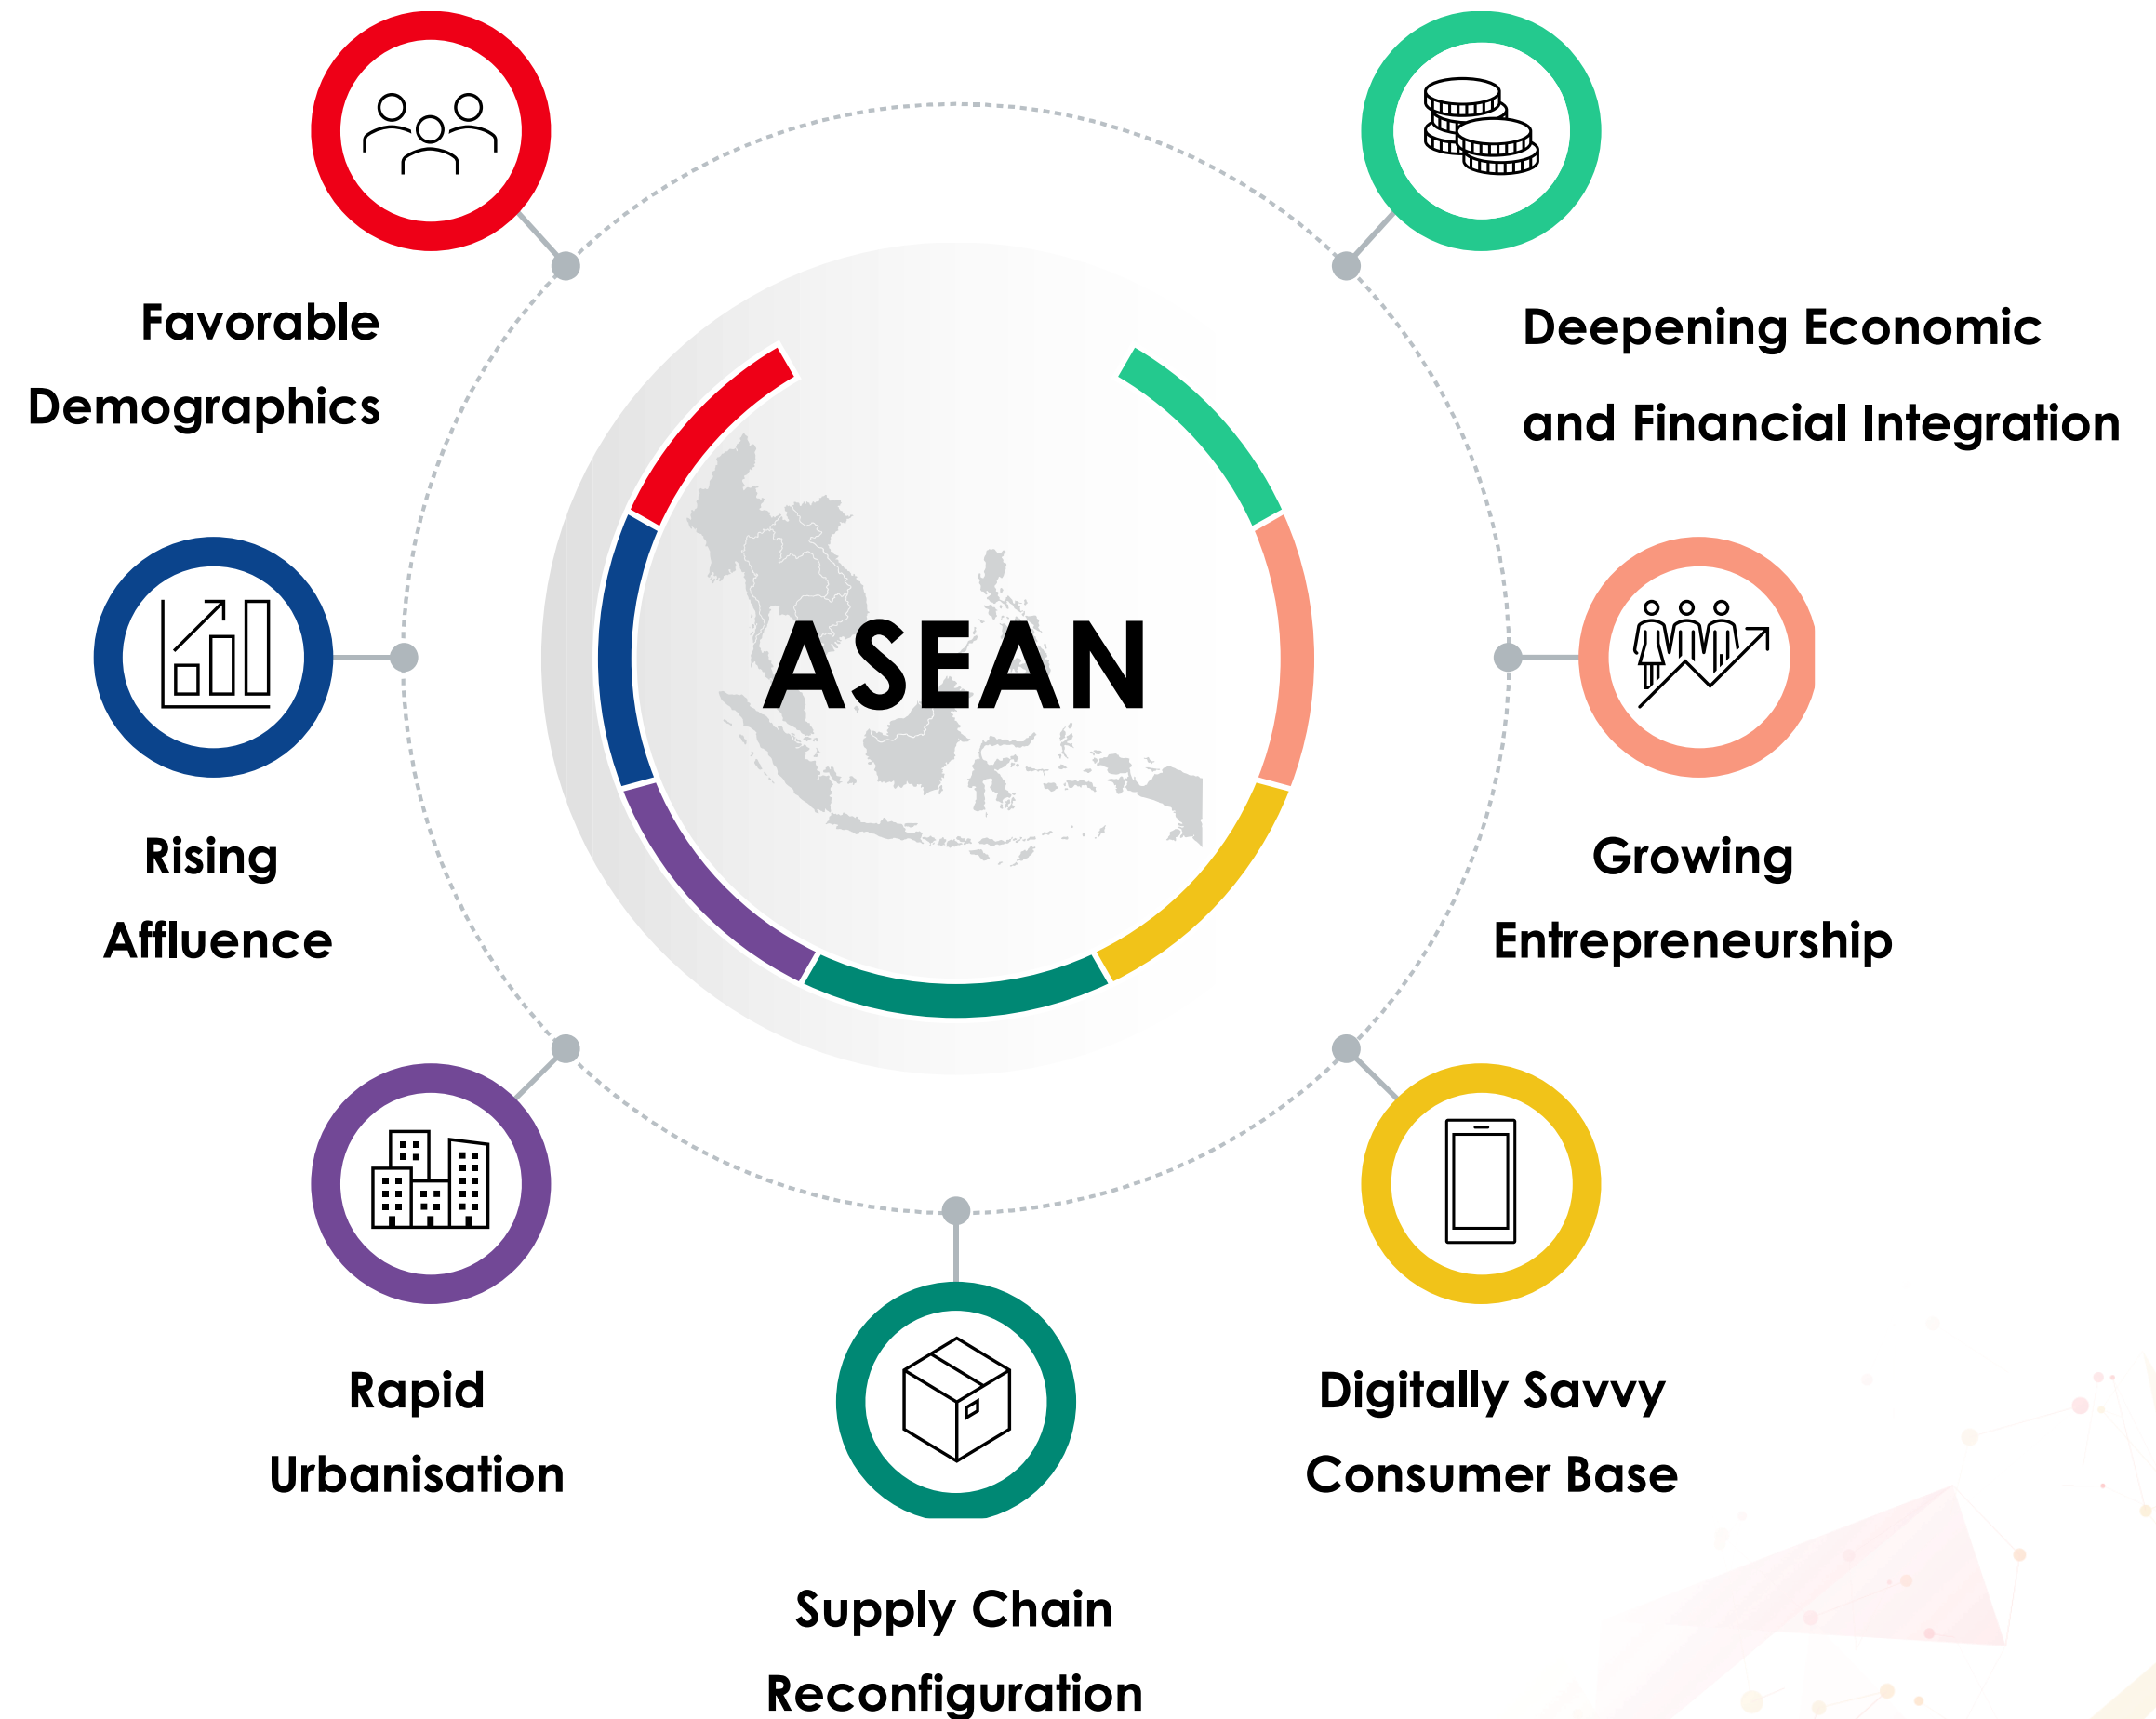 Favorable
Demographics
Deepening Economic
and Financial Integration
ASEAN
Rising
Affluence
Growing
Entrepreneurship
Rapid
Urbanisation
Digitally Savvy
Consumer Base
Supply Chain
Reconfiguration